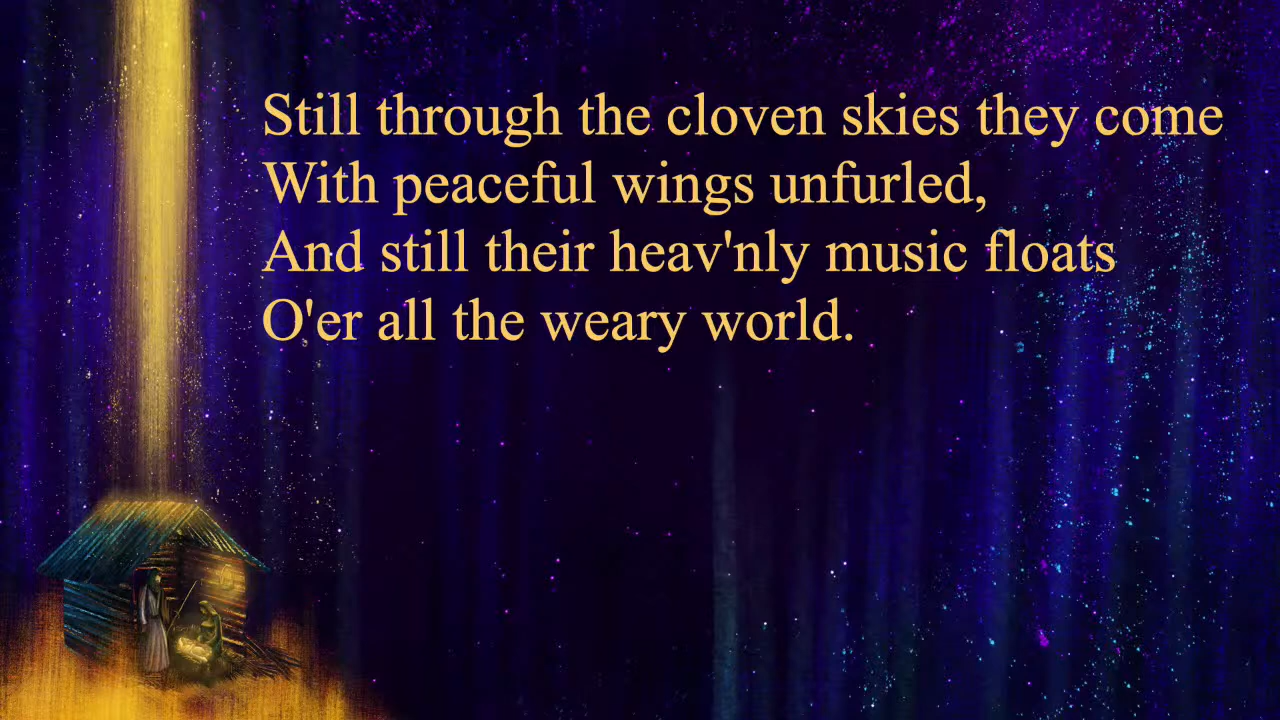 Still through the cloven skies they come
With peaceful wings unfurled,
And still their heav'nly music floats
O'er all the weary world.